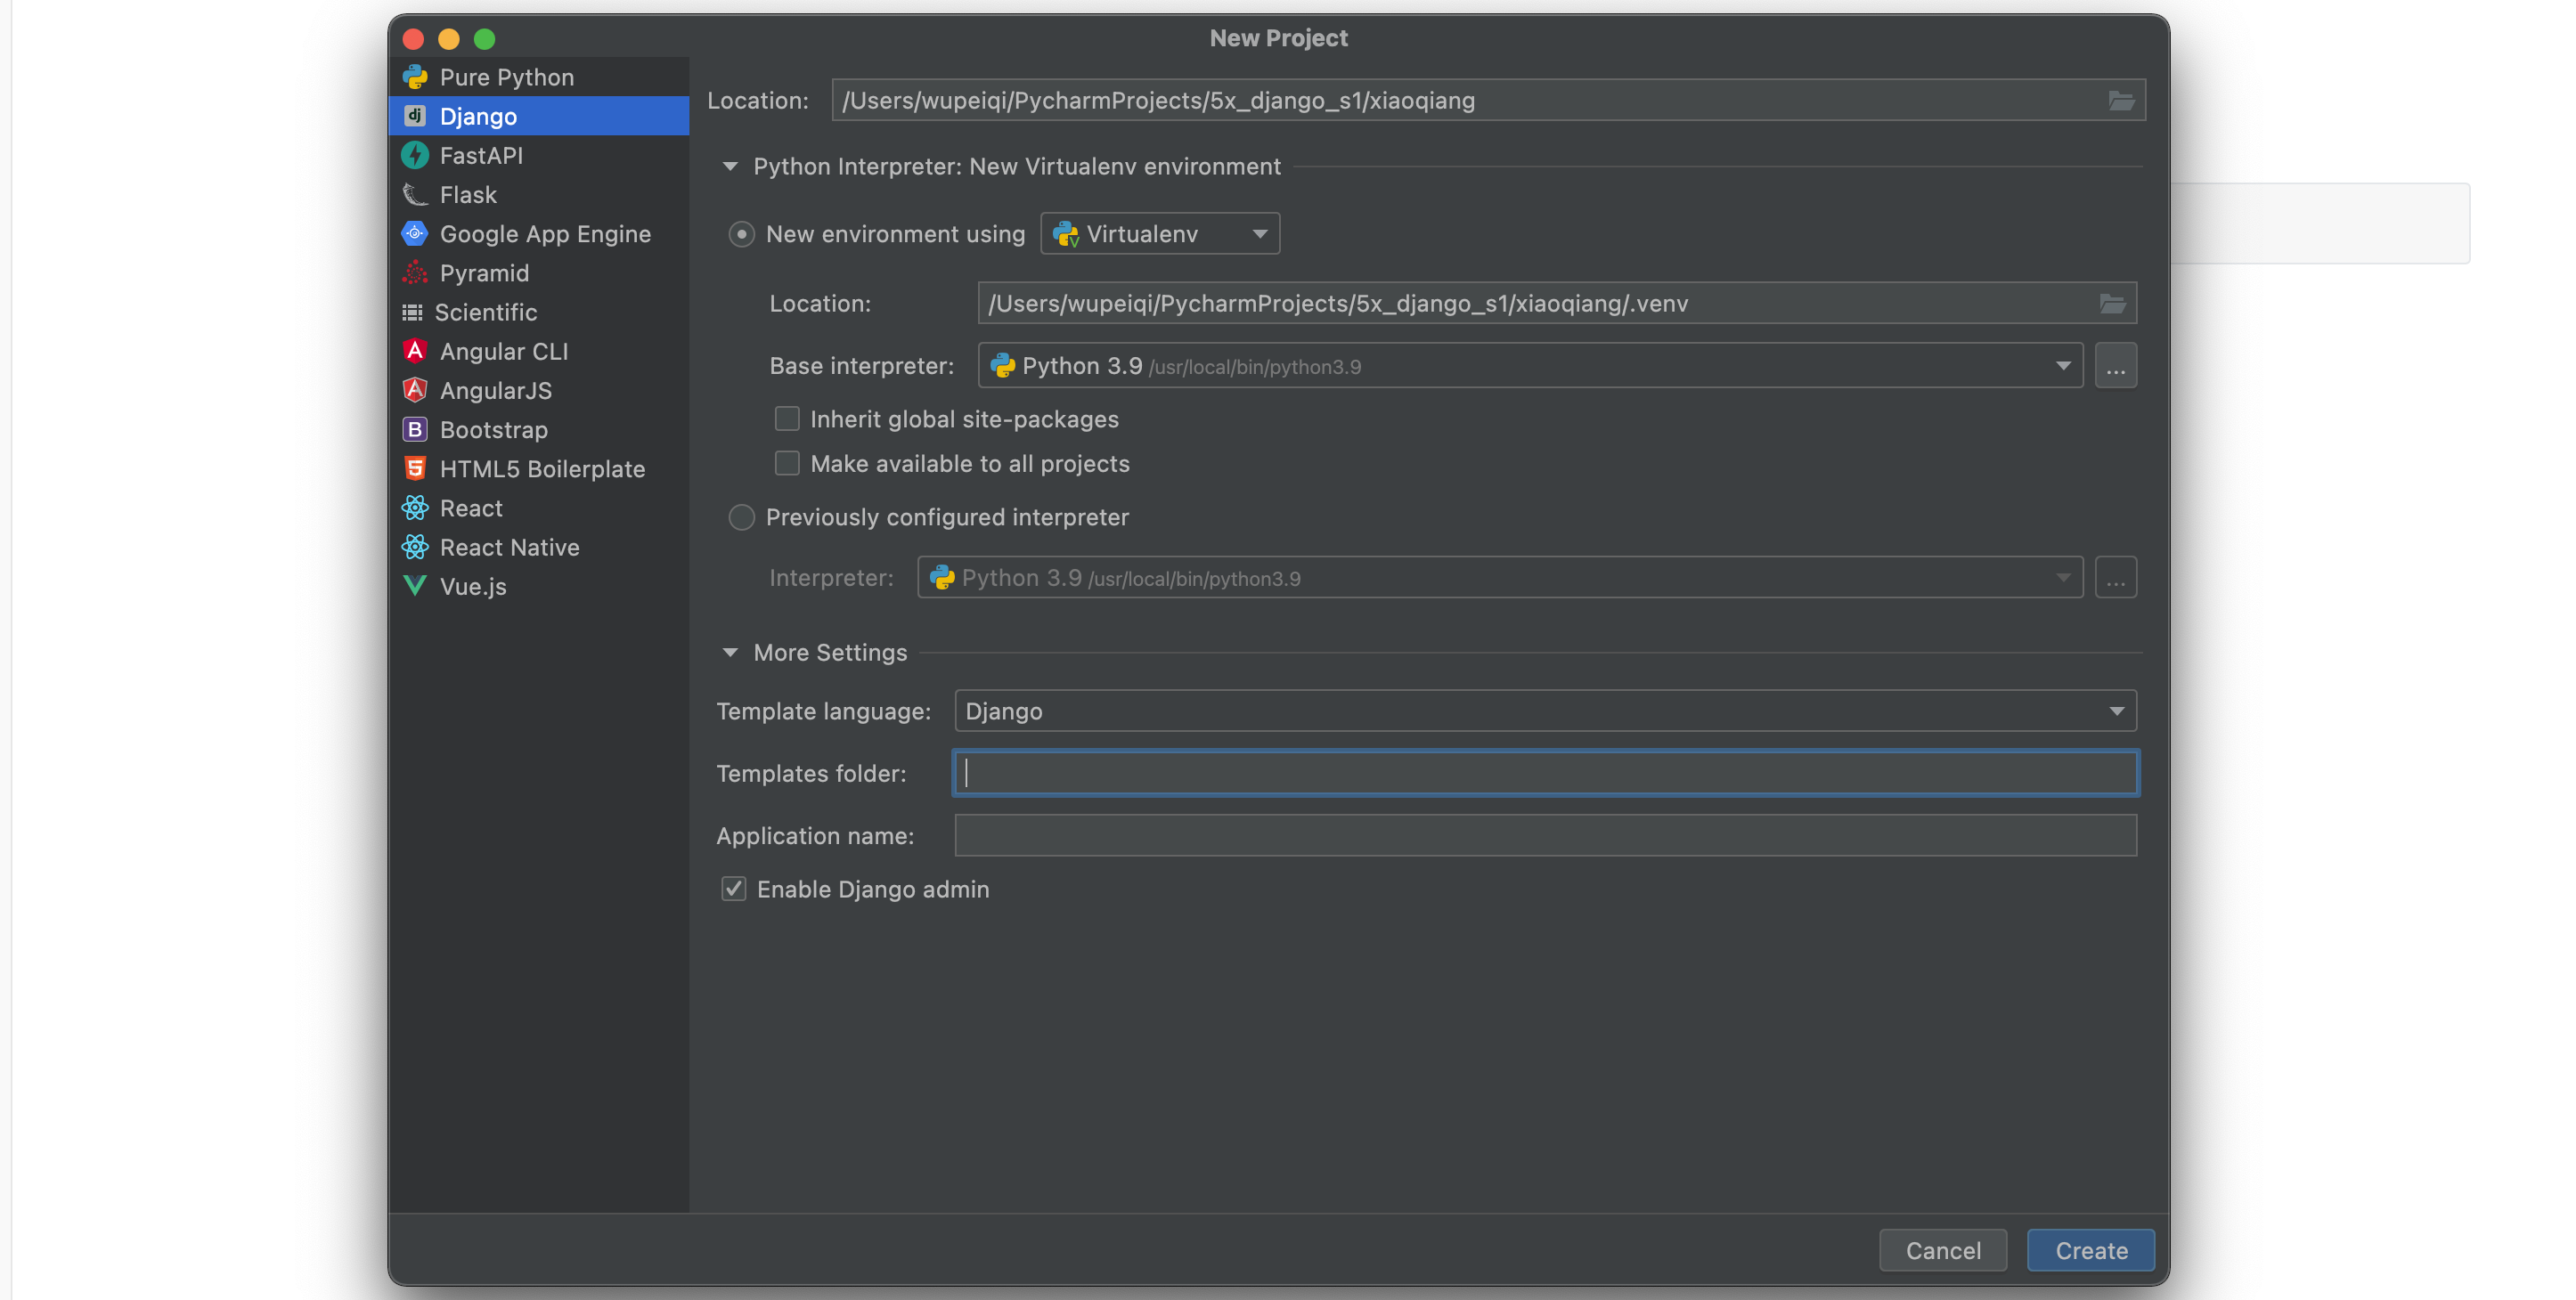 New Project
Pure Python
Django
FastAPI
Flask
Google App Engine
Pyramid
Scientific
Angular CLI
AngularJS
Bootstrap
HTML5 Boilerplate
React
React Native
Vue.js
Location: /Users/wupeiqi/PycharmProjects/5x_django_s1/xiaoqiang
Python Interpreter: New Virtualenv environment
New environment using Virtualenv
Location: /Users/wupeiqi/PycharmProjects/5x_django_s1/xiaoqiang/.venv
Base interpreter: Python 3.9 /usr/local/bin/python3.9 ...
Inherit global site-packages
Make available to all projects
Previously configured interpreter
Interpreter: Python 3.9 /usr/local/bin/python3.9 ...
More Settings
Template language: Django
Templates folder:
Application name:
Enable Django admin
Cancel Create